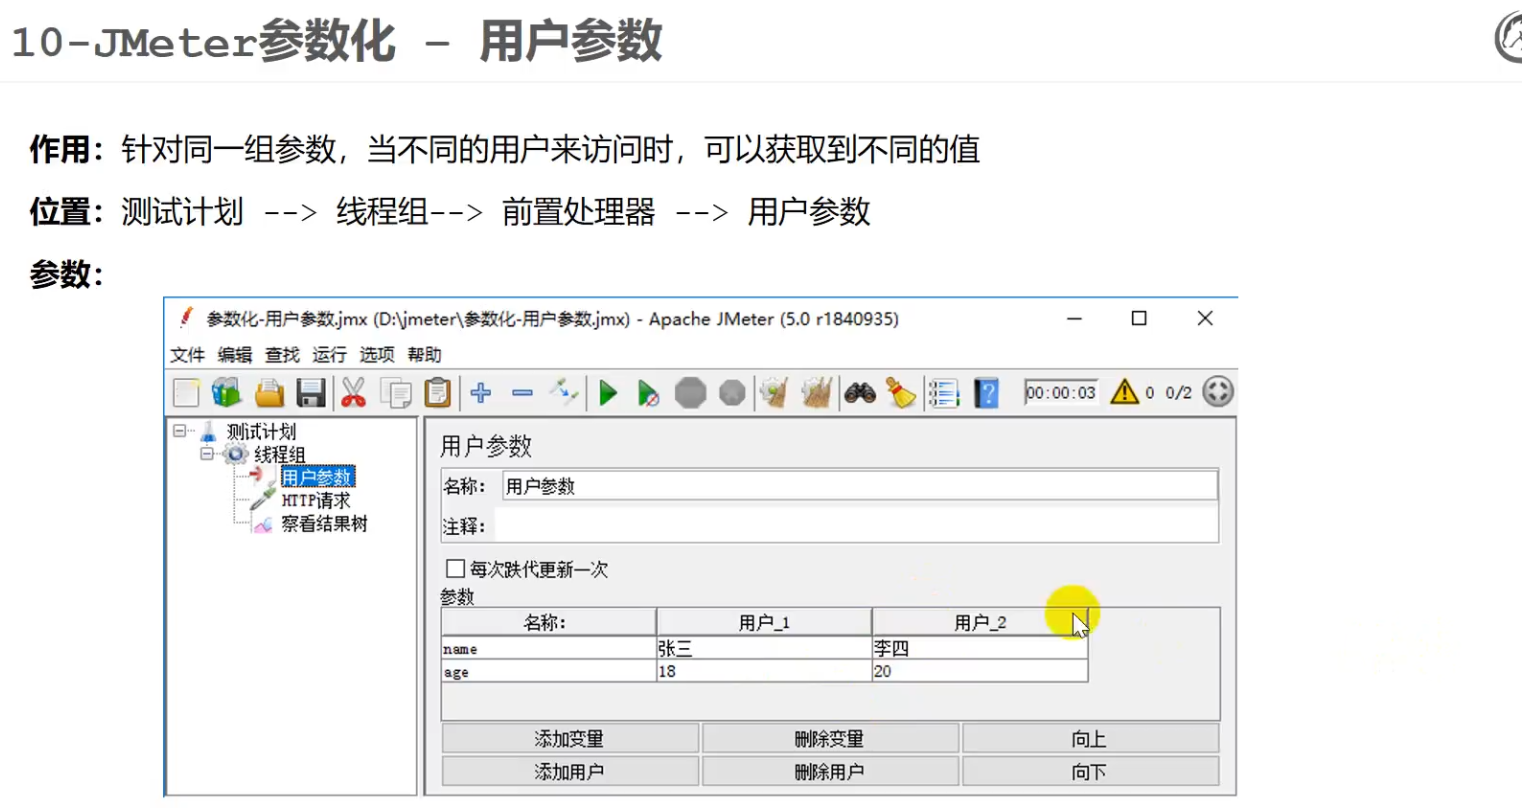 10-JMeter参数化 - 用户参数
作用：针对同一组参数，当不同的用户来访问时，可以获取到不同的值
位置：测试计划 --> 线程组--> 前置处理器 --> 用户参数
参数：
参数化-用户参数.jmx (D:\jmeter\参数化-用户参数.jmx) - Apache JMeter (5.0 r1840935)
文件 编辑 查找 运行 选项 帮助
00:00:03 0 0/2
测试计划
线程组
用户参数
HTTP请求
察看结果树
用户参数
名称： 用户参数
注释：
每次跌代更新一次
参数
名称： 用户_1 用户_2
name 张三 李四
age 18 20
添加变量 删除变量 向上
添加用户 删除用户 向下